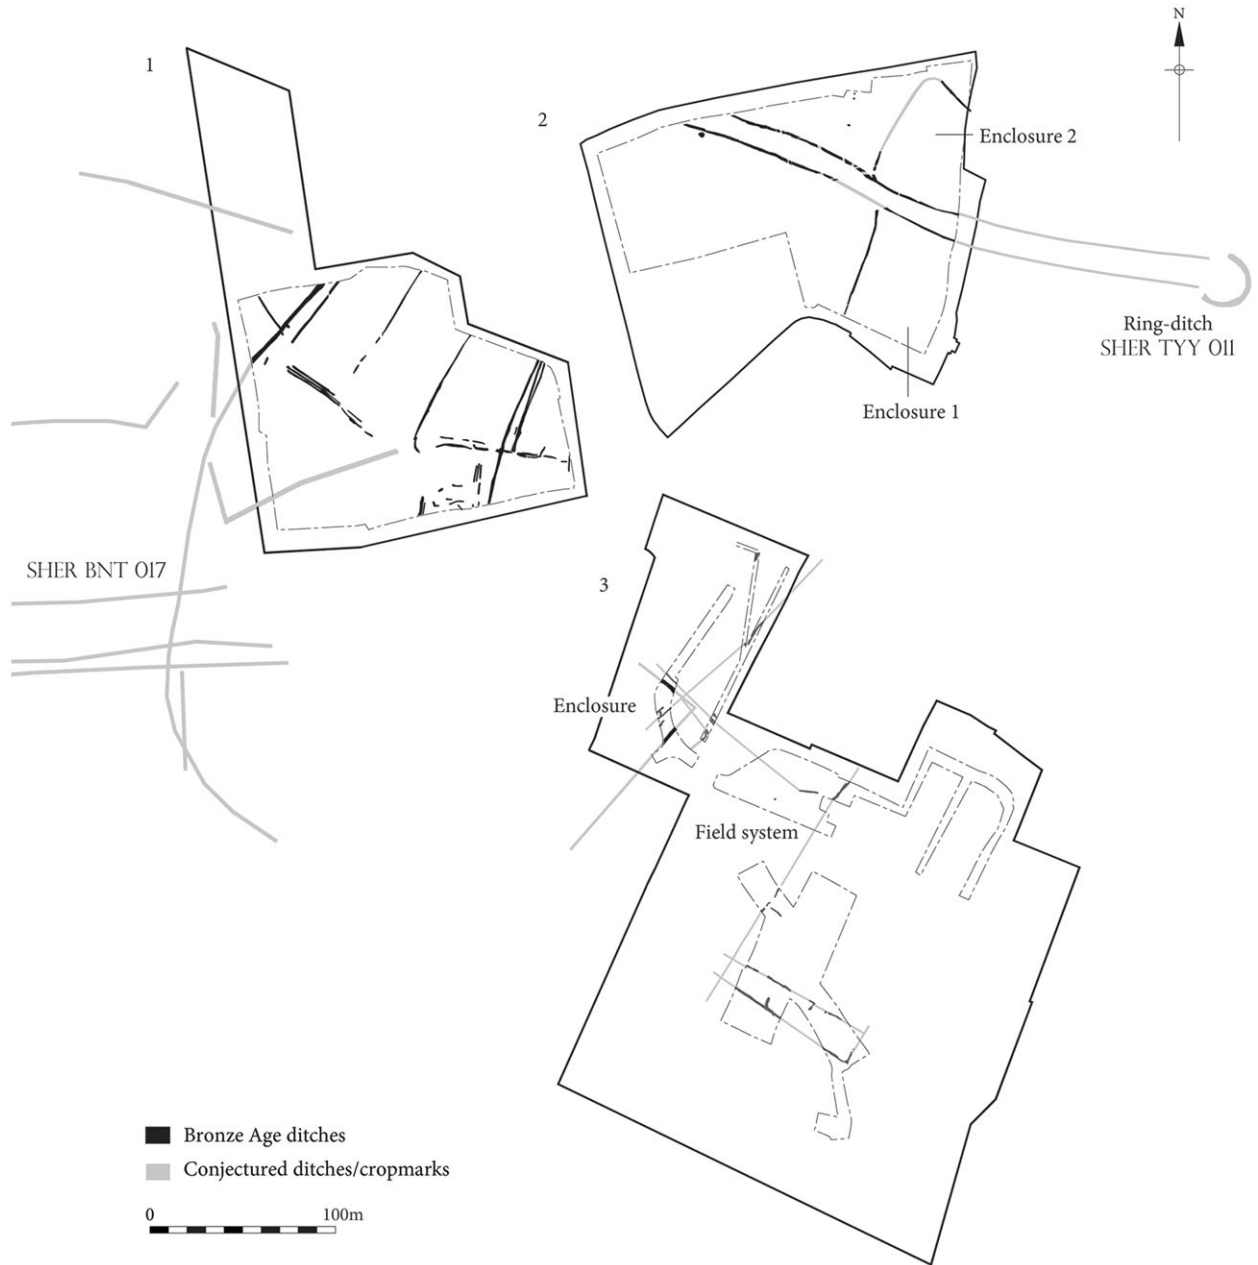 N
1
2
Enclosure 2
Ring-ditch
SHER TYY 011
Enclosure 1
SHER BNT 017
3
Enclosure
Field system
Bronze Age ditches
Conjectured ditches/cropmarks
0 100m